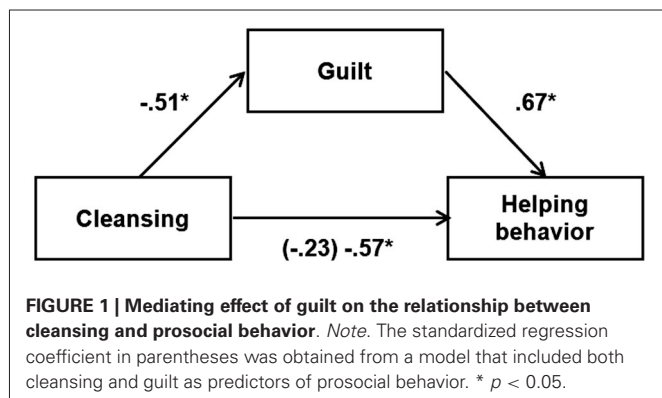 Guilt
-.51*
.67*
Cleansing
Helping
behavior
(-.23) -.57*
FIGURE 1 | Mediating effect of guilt on the relationship between
cleansing and prosocial behavior. Note. The standardized regression
coefficient in parentheses was obtained from a model that included both
cleansing and guilt as predictors of prosocial behavior. * p < 0.05.